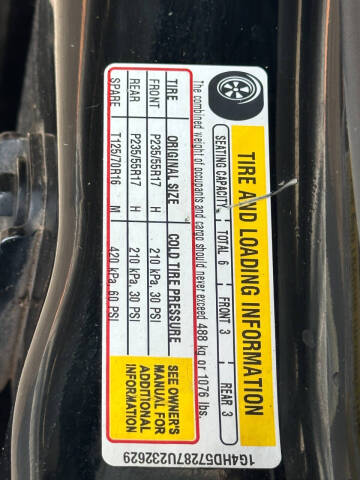 TIRE AND LOADING INFORMATION
SEATING CAPACITY TOTAL 6 FRONT 3 REAR 3
The combined weight of occupants and cargo should never exceed 488 kg or 1076 lbs.
TIRE ORIGINAL SIZE COLD TIRE PRESSURE
FRONT P235/55R17 H 210 kPa, 30 PSI
REAR P235/55R17 H 210 kPa, 30 PSI
SPARE T125/70R16 M 420 kPa, 60 PSI
SEE OWNER'S
MANUAL FOR
ADDITIONAL
INFORMATION
1G4HD57287U232629